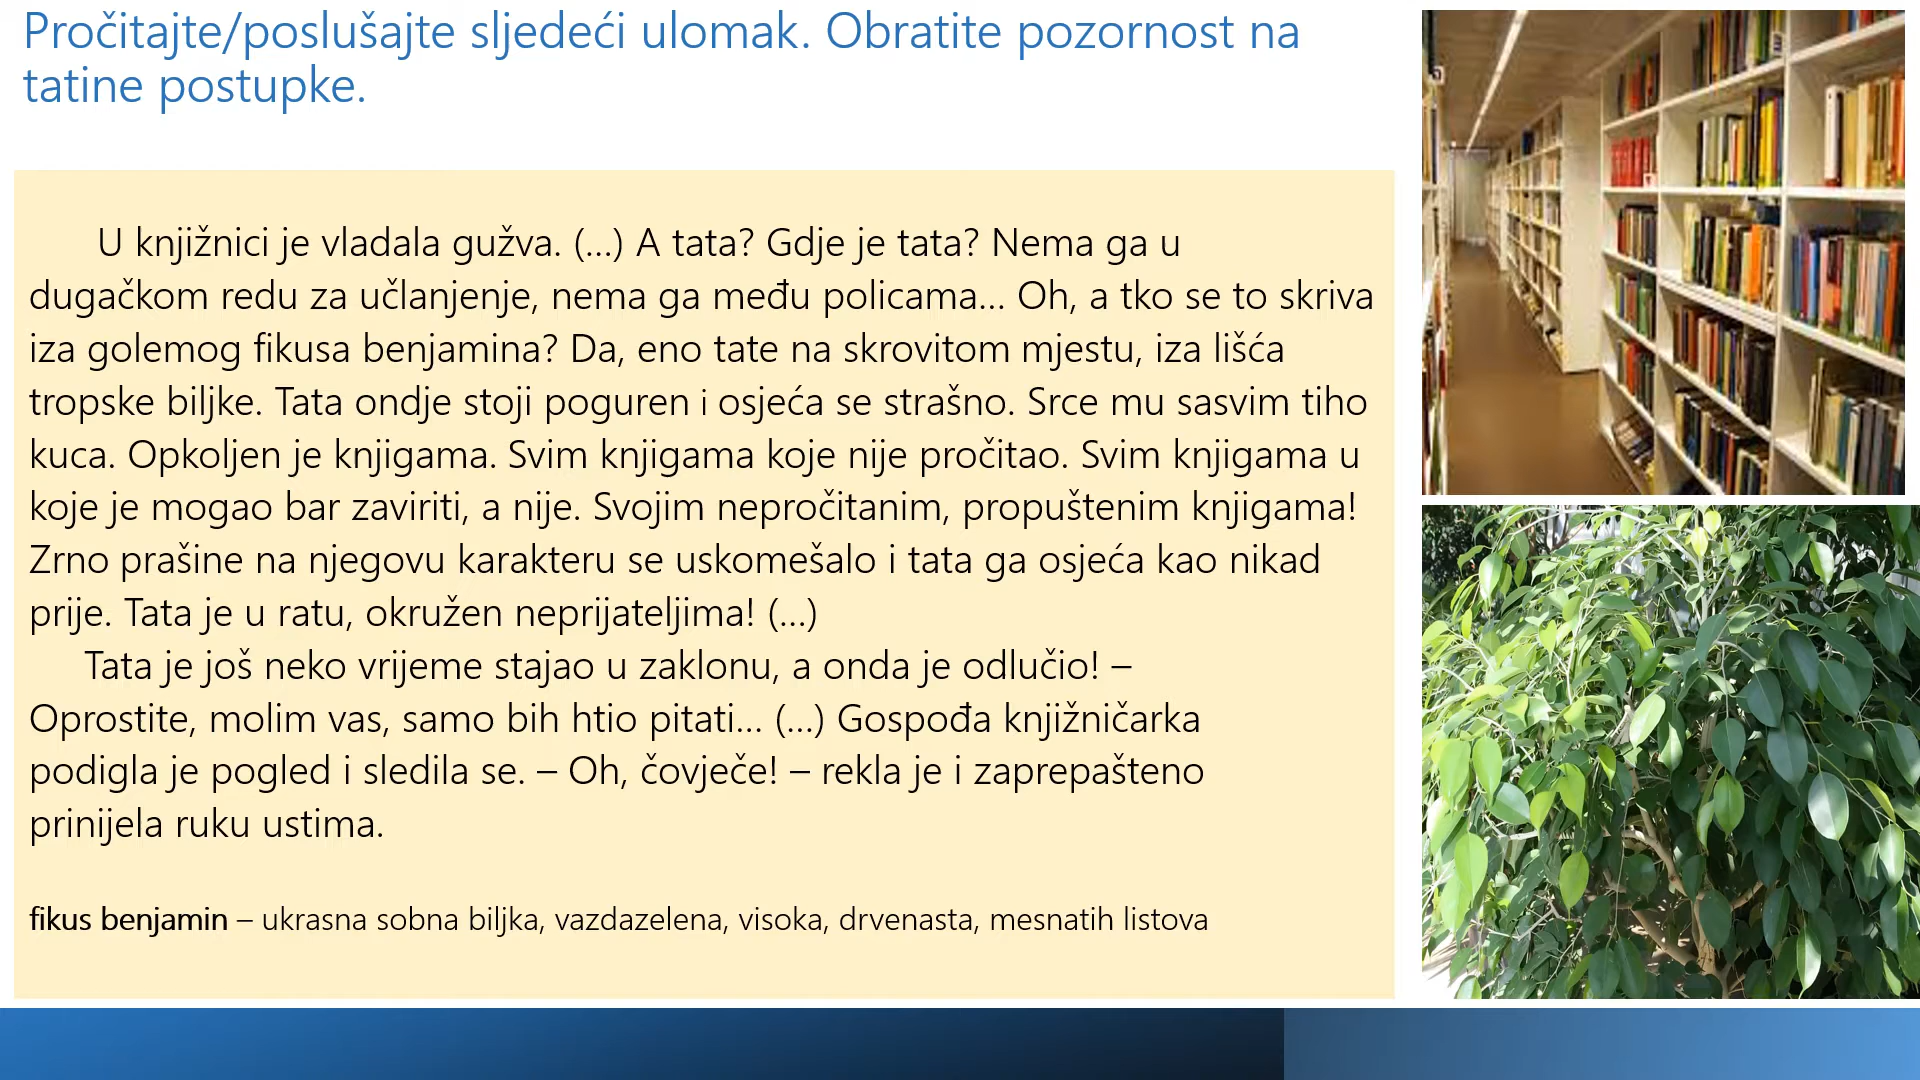 Pročitajte/poslušajte sljedeći ulomak. Obratite pozornost na
tatine postupke.
U knjižnici je vladala gužva. (...) A tata? Gdje je tata? Nema ga u
dugačkom redu za učlanjenje, nema ga među policama... Oh, a tko se to skriva
iza golemog fikusa benjamina? Da, eno tate na skrovitom mjestu, iza lišća
tropske biljke. Tata ondje stoji poguren i osjeća se strašno. Srce mu sasvim tiho
kuca. Opkoljen je knjigama. Svim knjigama koje nije pročitao. Svim knjigama u
koje je mogao bar zaviriti, a nije. Svojim nepročitanim, propuštenim knjigama!
Zrno prašine na njegovu karakteru se uskomešalo i tata ga osjeća kao nikad
prije. Tata je u ratu, okružen neprijateljima! (...)
Tata je još neko vrijeme stajao u zaklonu, a onda je odlučio! –
Oprostite, molim vas, samo bih htio pitati... (...) Gospođa knjižničarka
podigla je pogled i sledila se. – Oh, čovječe! – rekla je i zaprepašteno
prinijela ruku ustima.
fikus benjamin – ukrasna sobna biljka, vazdazelena, visoka, drvenasta, mesnatih listova